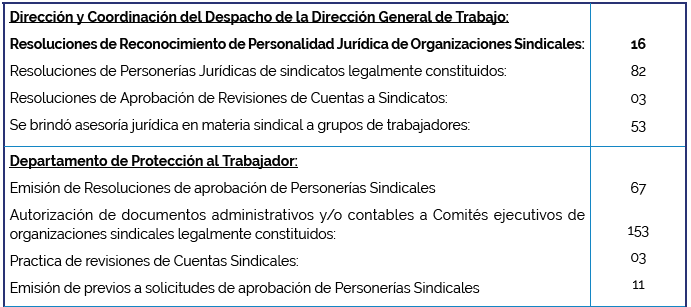 Dirección y Coordinación del Despacho de la Dirección General de Trabajo:
Resoluciones de Reconocimiento de Personalidad Jurídica de Organizaciones Sindicales: 16
Resoluciones de Personerías Jurídicas de sindicatos legalmente constituidos: 82
Resoluciones de Aprobación de Revisiones de Cuentas a Sindicatos: 03
Se brindó asesoría jurídica en materia sindical a grupos de trabajadores: 53
Departamento de Protección al Trabajador:
Emisión de Resoluciones de aprobación de Personerías Sindicales 67
Autorización de documentos administrativos y/o contables a Comités ejecutivos de
organizaciones sindicales legalmente constituidos: 153
Practica de revisiones de Cuentas Sindicales: 03
Emisión de previos a solicitudes de aprobación de Personerías Sindicales 11